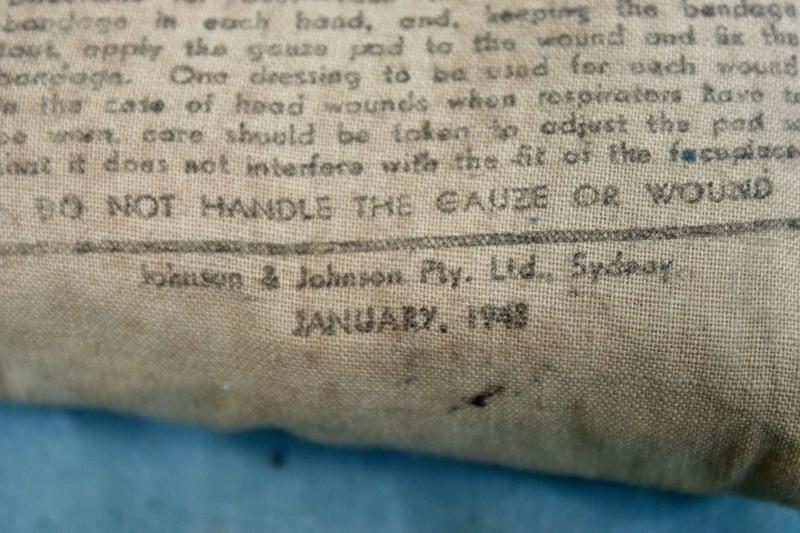 bandage in each hand, and, keeping the bandage
taut, apply the gauze pad to the wound and fix the
bandage. One dressing to be used for each wound
In the case of head wounds when respirators have to
be worn, care should be taken to adjust the pad so
that it does not interfere with the fit of the facepiece
DO NOT HANDLE THE GAUZE OR WOUND
Johnson & Johnson Pty. Ltd., Sydney.
JANUARY, 1943